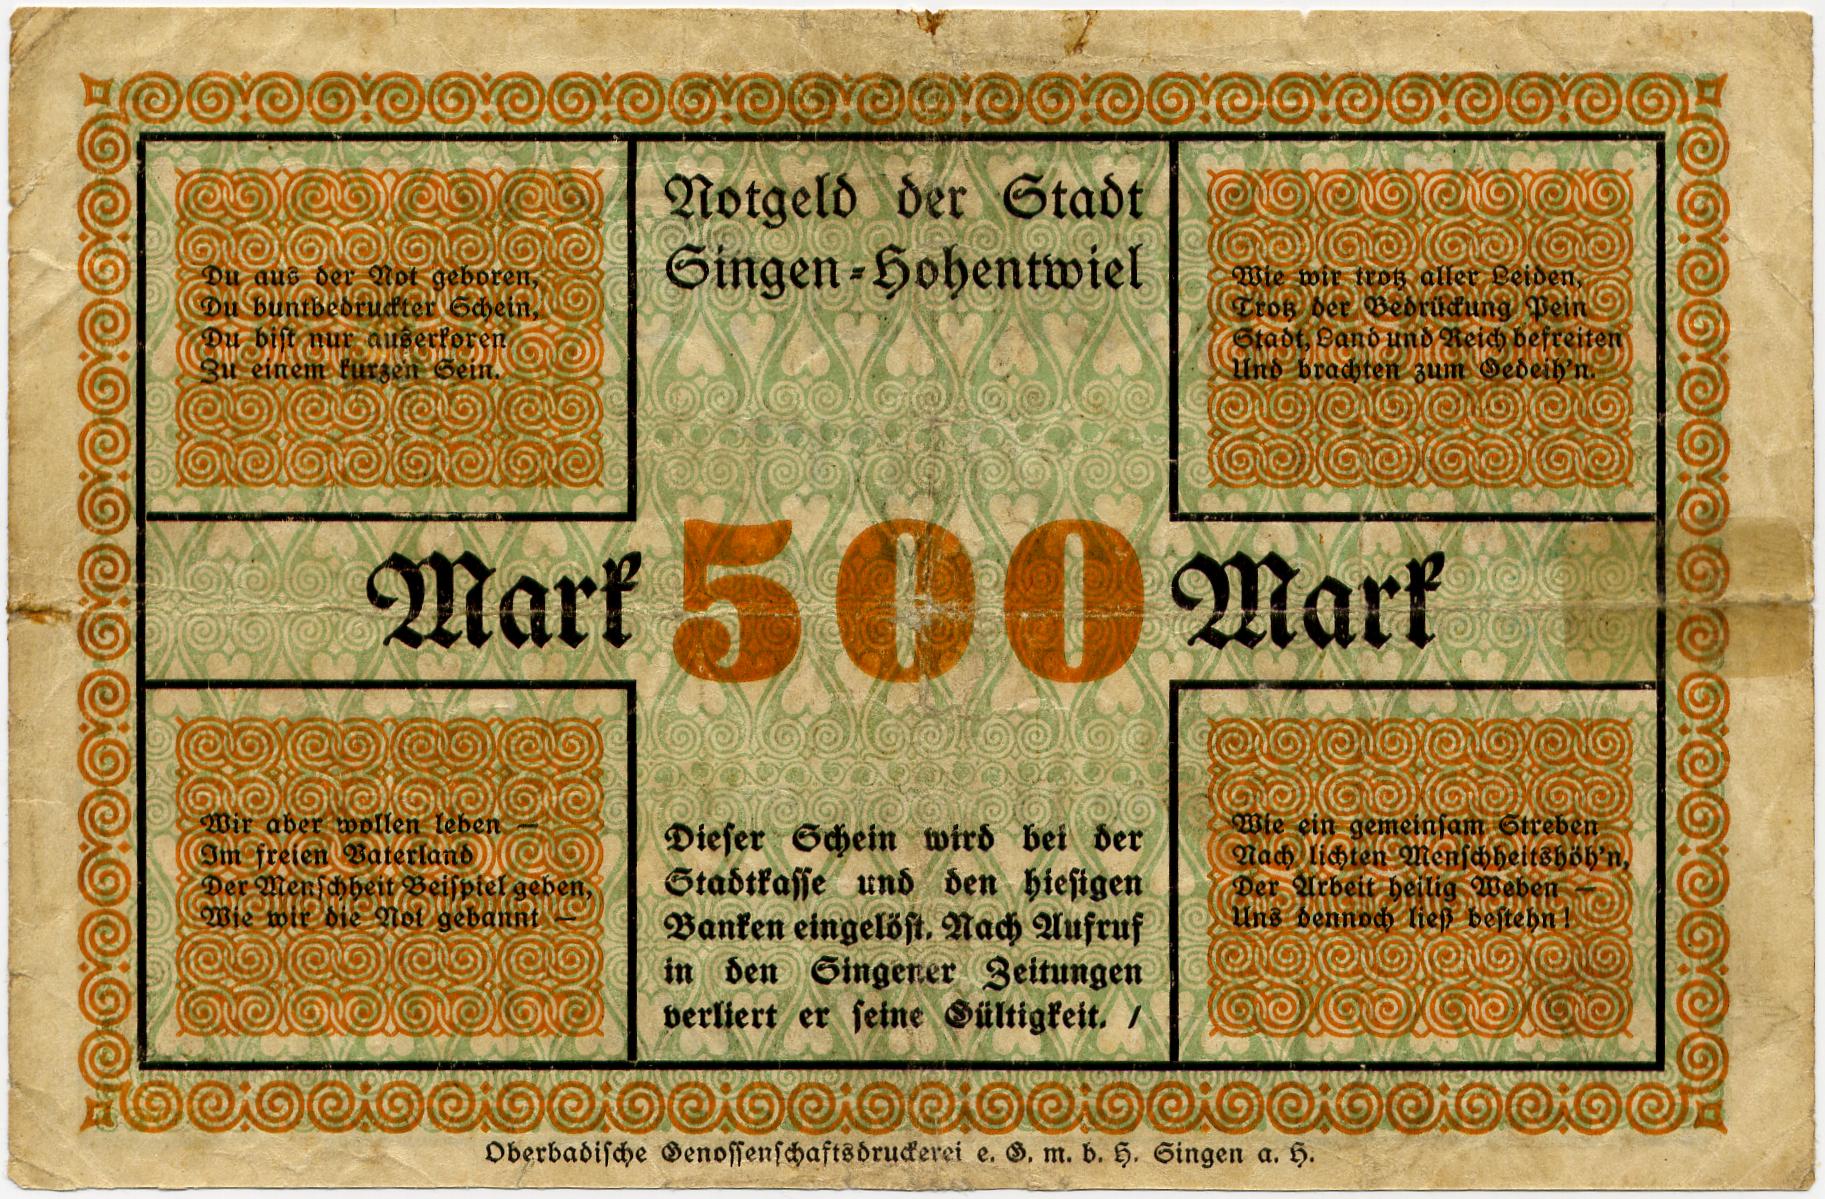 Notgeld der Stadt
Singen-Hohentwiel
Du aus der Not geboren,
Du buntbedruckter Schein,
Du bist nur auserkoren
Zu einem kurzen Sein.
Wie wir trotz aller Leiden,
Trotz der Bedrückung Pein
Stadt, Land und Reich befreiten
Und brachten zum Gedeih'n.
Mark 500 Mark
Wir aber wollen leben —
Im freien Vaterland
Der Menschheit Beispiel geben,
Wie wir die Not gebannt —
Dieser Schein wird bei der
Stadtkasse und den hiesigen
Banken eingelöst. Nach Aufruf
in den Singener Zeitungen
verliert er seine Gültigkeit. /
Wie ein gemeinsam Streben
Nach lichten Menschheitshöh'n,
Der Arbeit heilig Weben —
Uns dennoch ließ bestehn!
Oberbadische Genossenschaftsdruckerei e. G. m. b. H. Singen a. H.